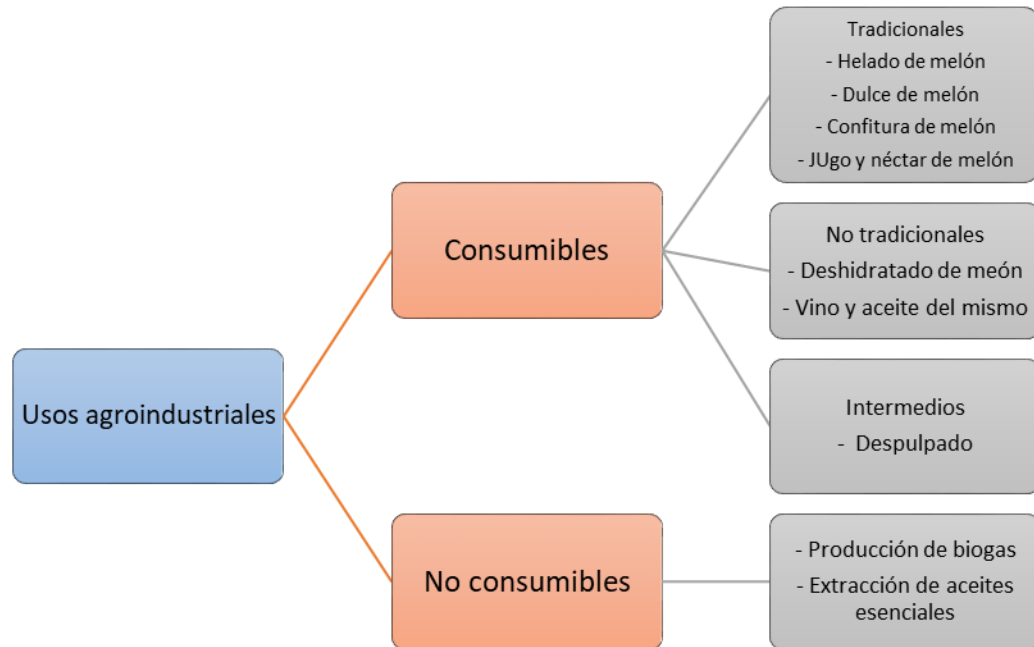 Usos agroindustriales
Consumibles
Tradicionales
- Helado de melón
- Dulce de melón
- Confitura de melón
- JUgo y néctar de melón
No tradicionales
- Deshidratado de meón
- Vino y aceite del mismo
Intermedios
- Despulpado
No consumibles
- Producción de biogas
- Extracción de aceites
esenciales